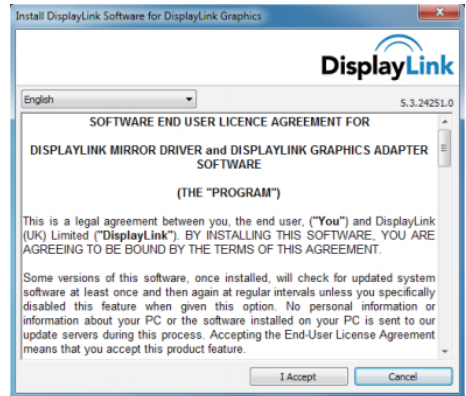 Install DisplayLink Software for DisplayLink Graphics
DisplayLink
English
5.3.24251.0
SOFTWARE END USER LICENCE AGREEMENT FOR
DISPLAYLINK MIRROR DRIVER and DISPLAYLINK GRAPHICS ADAPTER
SOFTWARE
(THE "PROGRAM")
This is a legal agreement between you, the end user, ("You") and DisplayLink
(UK) Limited ("DisplayLink"). BY INSTALLING THIS SOFTWARE, YOU ARE
AGREEING TO BE BOUND BY THE TERMS OF THIS AGREEMENT.
Some versions of this software, once installed, will check for updated system
software at least once and then again at regular intervals unless you specifically
disabled this feature when given this option. No personal information or
information about your PC or the software installed on your PC is sent to our
update servers during this process. Accepting the End-User License Agreement
means that you accept this product feature.
I Accept
Cancel